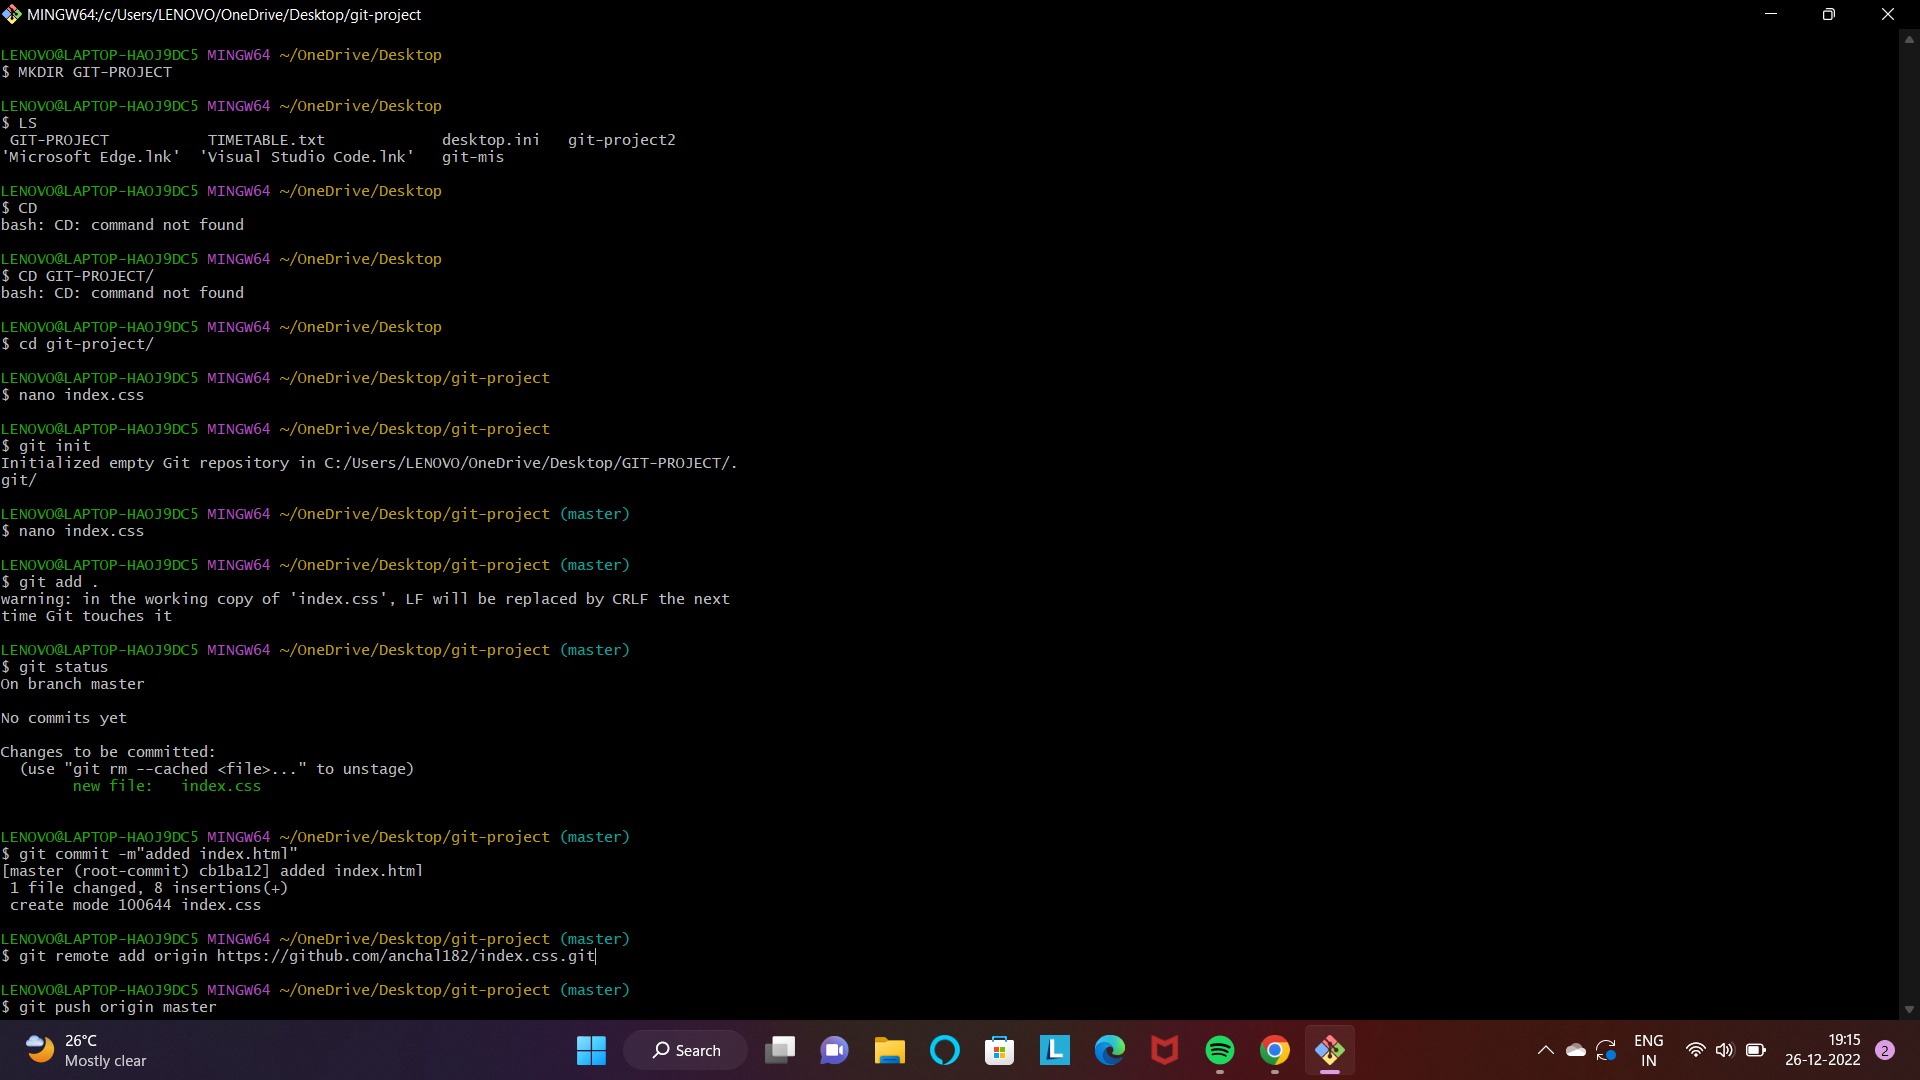 MINGW64:/c/Users/LENOVO/OneDrive/Desktop/git-project
LENOVO@LAPTOP-HAOJ9DC5 MINGW64 ~/OneDrive/Desktop
$ MKDIR GIT-PROJECT
LENOVO@LAPTOP-HAOJ9DC5 MINGW64 ~/OneDrive/Desktop
$ LS
GIT-PROJECT TIMETABLE.txt desktop.ini git-project2
'Microsoft Edge.lnk' 'Visual Studio Code.lnk' git-mis
LENOVO@LAPTOP-HAOJ9DC5 MINGW64 ~/OneDrive/Desktop
$ CD
bash: CD: command not found
LENOVO@LAPTOP-HAOJ9DC5 MINGW64 ~/OneDrive/Desktop
$ CD GIT-PROJECT/
bash: CD: command not found
LENOVO@LAPTOP-HAOJ9DC5 MINGW64 ~/OneDrive/Desktop
$ cd git-project/
LENOVO@LAPTOP-HAOJ9DC5 MINGW64 ~/OneDrive/Desktop/git-project
$ nano index.css
LENOVO@LAPTOP-HAOJ9DC5 MINGW64 ~/OneDrive/Desktop/git-project
$ git init
Initialized empty Git repository in C:/Users/LENOVO/OneDrive/Desktop/GIT-PROJECT/.
git/
LENOVO@LAPTOP-HAOJ9DC5 MINGW64 ~/OneDrive/Desktop/git-project (master)
$ nano index.css
LENOVO@LAPTOP-HAOJ9DC5 MINGW64 ~/OneDrive/Desktop/git-project (master)
$ git add .
warning: in the working copy of 'index.css', LF will be replaced by CRLF the next
time Git touches it
LENOVO@LAPTOP-HAOJ9DC5 MINGW64 ~/OneDrive/Desktop/git-project (master)
$ git status
On branch master
No commits yet
Changes to be committed:
(use "git rm --cached <file>..." to unstage)
new file: index.css
LENOVO@LAPTOP-HAOJ9DC5 MINGW64 ~/OneDrive/Desktop/git-project (master)
$ git commit -m"added index.html"
[master (root-commit) cb1ba12] added index.html
1 file changed, 8 insertions(+)
create mode 100644 index.css
LENOVO@LAPTOP-HAOJ9DC5 MINGW64 ~/OneDrive/Desktop/git-project (master)
$ git remote add origin https://github.com/anchal182/index.css.git
LENOVO@LAPTOP-HAOJ9DC5 MINGW64 ~/OneDrive/Desktop/git-project (master)
$ git push origin master
26°C
Mostly clear
Search
L
ENG
IN
19:15
26-12-2022
2